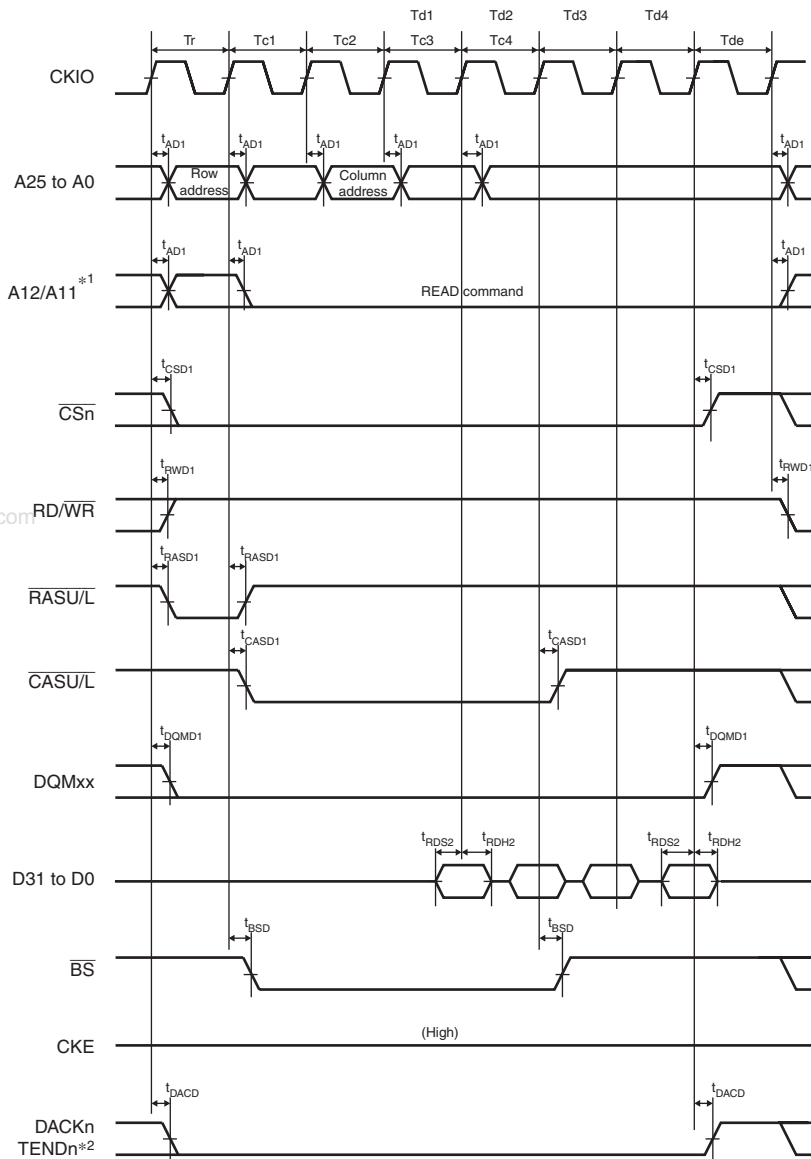 Td1 Td2 Td3 Td4
Tr Tc1 Tc2 Tc3 Tc4 Tde
CKIO
tAD1 tAD1 tAD1 tAD1 tAD1 tAD1
A25 to A0
Row address
Column address
tAD1 tAD1 tAD1
A12/A11*1
READ command
tCSD1 tCSD1
CSn
tRWD1 tRWD1
RD/WR
com
tRASD1 tRASD1
RASU/L
tCASD1 tCASD1
CASU/L
tDQMD1 tDQMD1
DQMxx
tRDS2 tRDH2 tRDS2 tRDH2
D31 to D0
tBSD tBSD
BS
(High)
CKE
tDACD tDACD
DACKn
TENDn*2